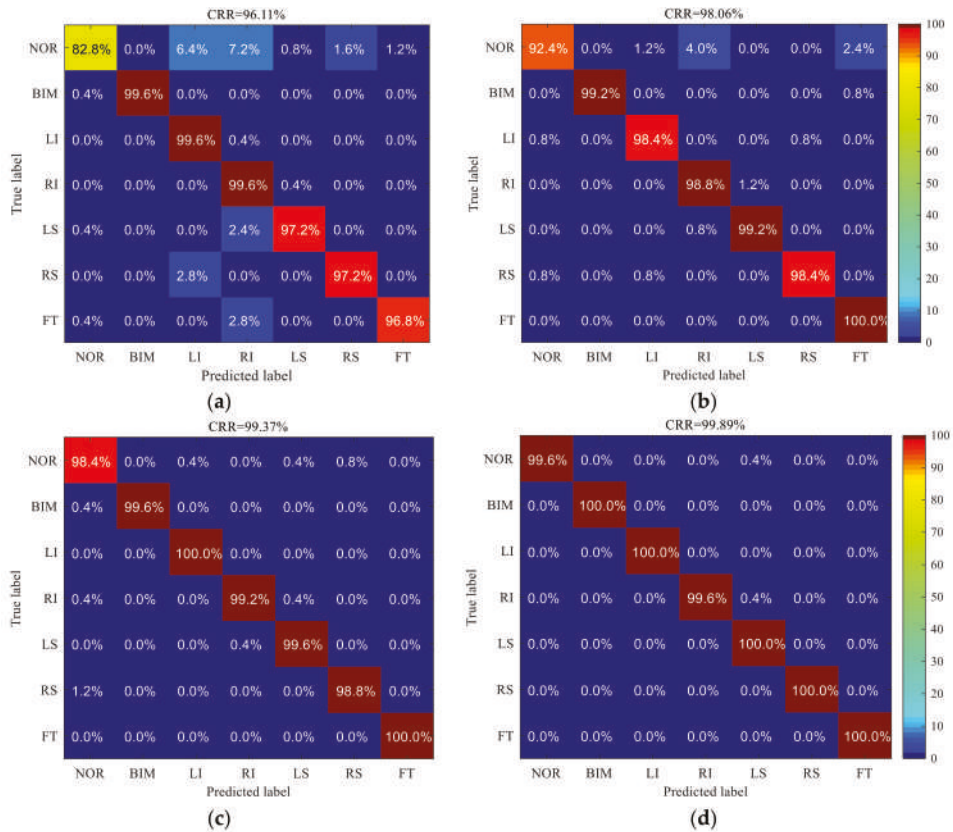 CRR=96.11%
True label
NOR 82.8% 0.0% 6.4% 7.2% 0.8% 1.6% 1.2%
BIM 0.4% 99.6% 0.0% 0.0% 0.0% 0.0% 0.0%
LI 0.0% 0.0% 99.6% 0.4% 0.0% 0.0% 0.0%
RI 0.0% 0.0% 0.0% 99.6% 0.4% 0.0% 0.0%
LS 0.4% 0.0% 0.0% 2.4% 97.2% 0.0% 0.0%
RS 0.0% 0.0% 2.8% 0.0% 0.0% 97.2% 0.0%
FT 0.4% 0.0% 0.0% 2.8% 0.0% 0.0% 96.8%
NOR BIM LI RI LS RS FT
Predicted label
(a)
CRR=98.06%
True label
NOR 92.4% 0.0% 1.2% 4.0% 0.0% 0.0% 2.4%
BIM 0.0% 99.2% 0.0% 0.0% 0.0% 0.0% 0.8%
LI 0.8% 0.0% 98.4% 0.0% 0.0% 0.8% 0.0%
RI 0.0% 0.0% 0.0% 98.8% 1.2% 0.0% 0.0%
LS 0.0% 0.0% 0.0% 0.8% 99.2% 0.0% 0.0%
RS 0.8% 0.0% 0.8% 0.0% 0.0% 98.4% 0.0%
FT 0.0% 0.0% 0.0% 0.0% 0.0% 0.0% 100.0%
NOR BIM LI RI LS RS FT
Predicted label
(b)
100
90
80
70
60
50
40
30
20
10
0
CRR=99.37%
True label
NOR 98.4% 0.0% 0.4% 0.0% 0.4% 0.8% 0.0%
BIM 0.4% 99.6% 0.0% 0.0% 0.0% 0.0% 0.0%
LI 0.0% 0.0% 100.0% 0.0% 0.0% 0.0% 0.0%
RI 0.4% 0.0% 0.0% 99.2% 0.4% 0.0% 0.0%
LS 0.0% 0.0% 0.0% 0.4% 99.6% 0.0% 0.0%
RS 1.2% 0.0% 0.0% 0.0% 0.0% 98.8% 0.0%
FT 0.0% 0.0% 0.0% 0.0% 0.0% 0.0% 100.0%
NOR BIM LI RI LS RS FT
Predicted label
(c)
CRR=99.89%
True label
NOR 99.6% 0.0% 0.0% 0.0% 0.4% 0.0% 0.0%
BIM 0.0% 100.0% 0.0% 0.0% 0.0% 0.0% 0.0%
LI 0.0% 0.0% 100.0% 0.0% 0.0% 0.0% 0.0%
RI 0.0% 0.0% 0.0% 99.6% 0.4% 0.0% 0.0%
LS 0.0% 0.0% 0.0% 0.0% 100.0% 0.0% 0.0%
RS 0.0% 0.0% 0.0% 0.0% 0.0% 100.0% 0.0%
FT 0.0% 0.0% 0.0% 0.0% 0.0% 0.0% 100.0%
NOR BIM LI RI LS RS FT
Predicted label
(d)
100
90
80
70
60
50
40
30
20
10
0